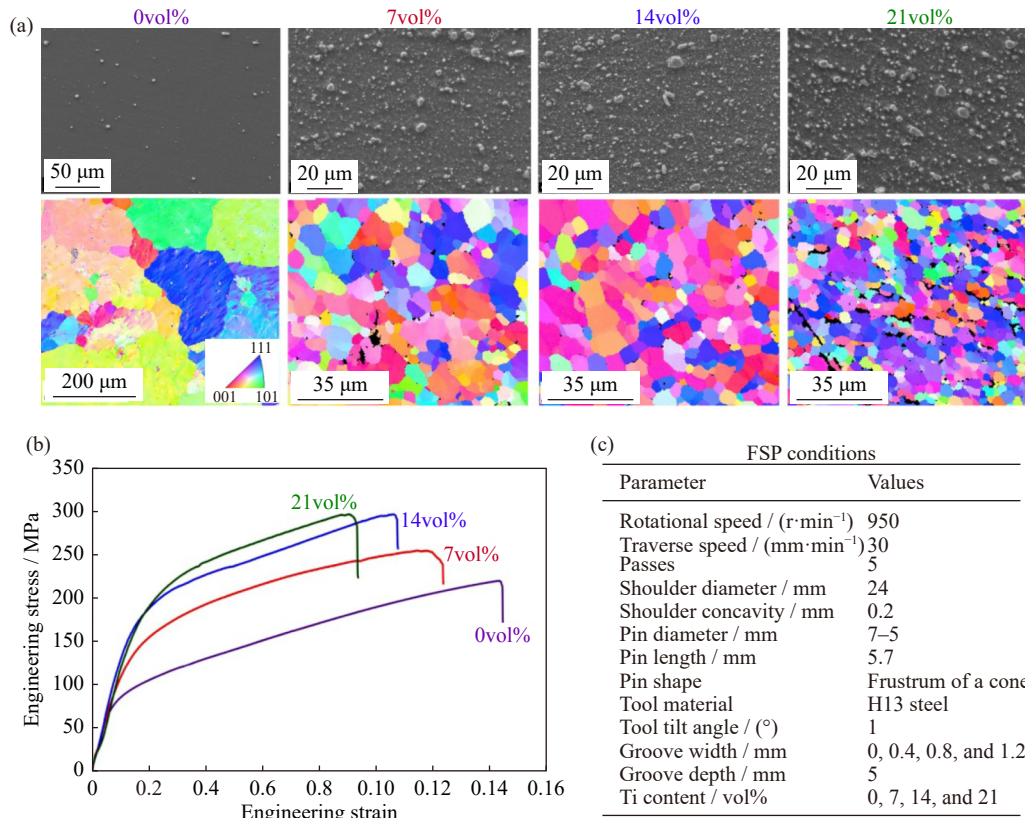 (a)
0vol% 7vol% 14vol% 21vol%
50 μm 20 μm 20 μm 20 μm
111
001 101
200 μm 35 μm 35 μm 35 μm
(b)
350
300
250
200
150
100
50
0
Engineering stress / MPa
21vol%
14vol%
7vol%
0vol%
0 0.4 0.2 0.4 0.6 0.08 0.10 0.12 0.14 0.16
Engineering strain
(c)
FSP conditions
Parameter Values
Rotational speed / (r·min⁻¹) 950
Traverse speed / (mm·min⁻¹) 30
Passes 5
Shoulder diameter / mm 24
Shoulder concavity / mm 0.2
Pin diameter / mm 7–5
Pin length / mm 5.7
Pin shape Frustrum of a cone
Tool material H13 steel
Tool tilt angle / (°) 1
Groove width / mm 0, 0.4, 0.8, and 1.2
Groove depth / mm 5
Ti content / vol% 0, 7, 14, and 21